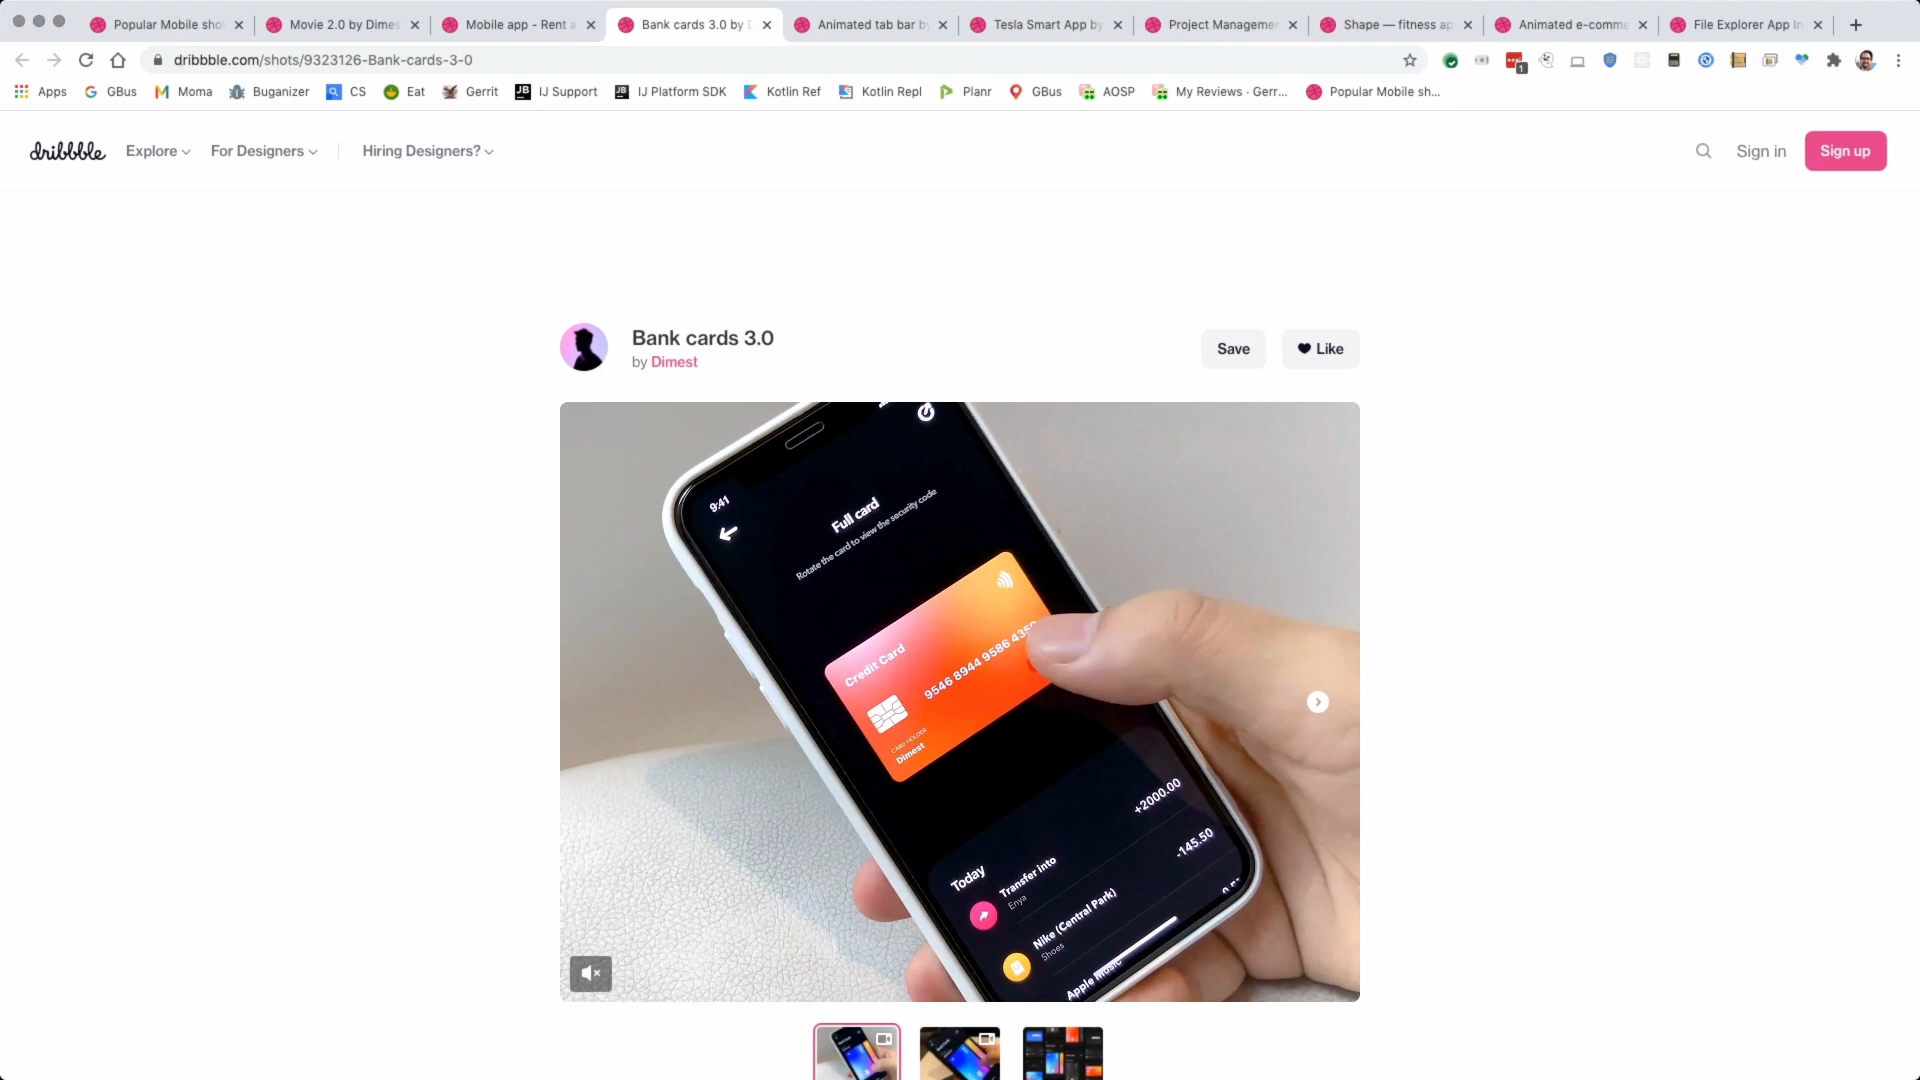 Popular Mobile sho
Movie 2.0 by Dimes
Mobile app - Rent a
Bank cards 3.0 by D
Animated tab bar by
Tesla Smart App by
Project Managemen
Shape — fitness ap
Animated e-comme
File Explorer App In
dribbble.com/shots/9323126-Bank-cards-3-0
1
Apps
GBus
Moma
Buganizer
CS
Eat
Gerrit
JB IJ Support
JB IJ Platform SDK
Kotlin Ref
Kotlin Repl
Planr
GBus
AOSP
My Reviews · Gerr...
Popular Mobile sh...
dribbble
Explore
For Designers
Hiring Designers?
Sign in
Sign up
Bank cards 3.0
by Dimest
Save
Like
9:41
Full card
Rotate the card to view the security code
Credit Card
9546 8944 9586 435
CARD HOLDER
Dimest
Today
Transfer into
+2000.00
Enya
Nike (Central Park)
-145.50
Shoes
Apple Music